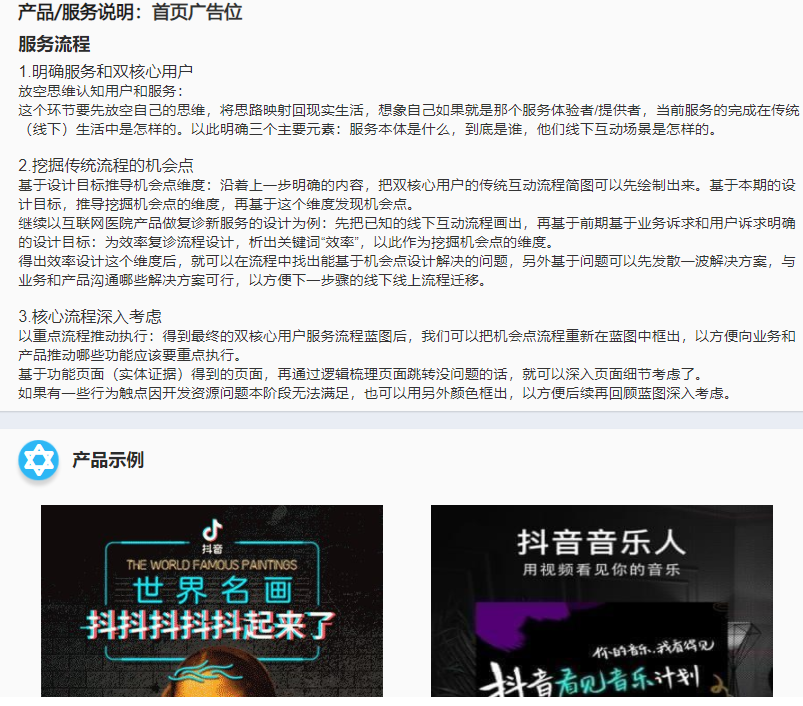 产品/服务说明：首页广告位
服务流程
1.明确服务和双核心用户
放空思维认知用户和服务：
这个环节要先放空自己的思维，将思路映射回现实生活，想象自己如果就是那个服务体验者/提供者，当前服务的完成在传统
（线下）生活中是怎样的。以此明确三个主要元素：服务本体是什么，到底是谁，他们线下互动场景是怎样的。
2.挖掘传统流程的机会点
基于设计目标推导机会点维度：沿着上一步明确的内容，把双核心用户的传统互动流程简图可以先绘制出来。基于本期的设
计目标，推导挖掘机会点的维度，再基于这个维度发现机会点。
继续以互联网医院产品做复诊新服务的设计为例：先把已知的线下互动流程画出，再基于前期基于业务诉求和用户诉求明确
的设计目标：为效率复诊流程设计，析出关键词“效率”，以此作为挖掘机会点的维度。
得出效率设计这个维度后，就可以在流程中找出能基于机会点设计解决的问题，另外基于问题可以先发散一波解决方案，与
业务和产品沟通哪些解决方案可行，以方便下一步骤的线下线上流程迁移。
3.核心流程深入考虑
以重点流程推动执行：得到最终的双核心用户服务流程蓝图后，我们可以把机会点流程重新在蓝图中框出，以方便向业务和
产品推动哪些功能应该要重点执行。
基于功能页面（实体证据）得到的页面，再通过逻辑梳理页面跳转没问题的话，就可以深入页面细节考虑了。
如果有一些行为触点因开发资源问题本阶段无法满足，也可以用另外颜色框出，以方便后续再回顾蓝图深入考虑。
产品示例
抖音
THE WORLD FAMOUS PAINTINGS
世界名画
抖抖抖抖抖起来了
抖音音乐人
用视频看见你的音乐
你的音乐，我看得见
抖音看见音乐计划